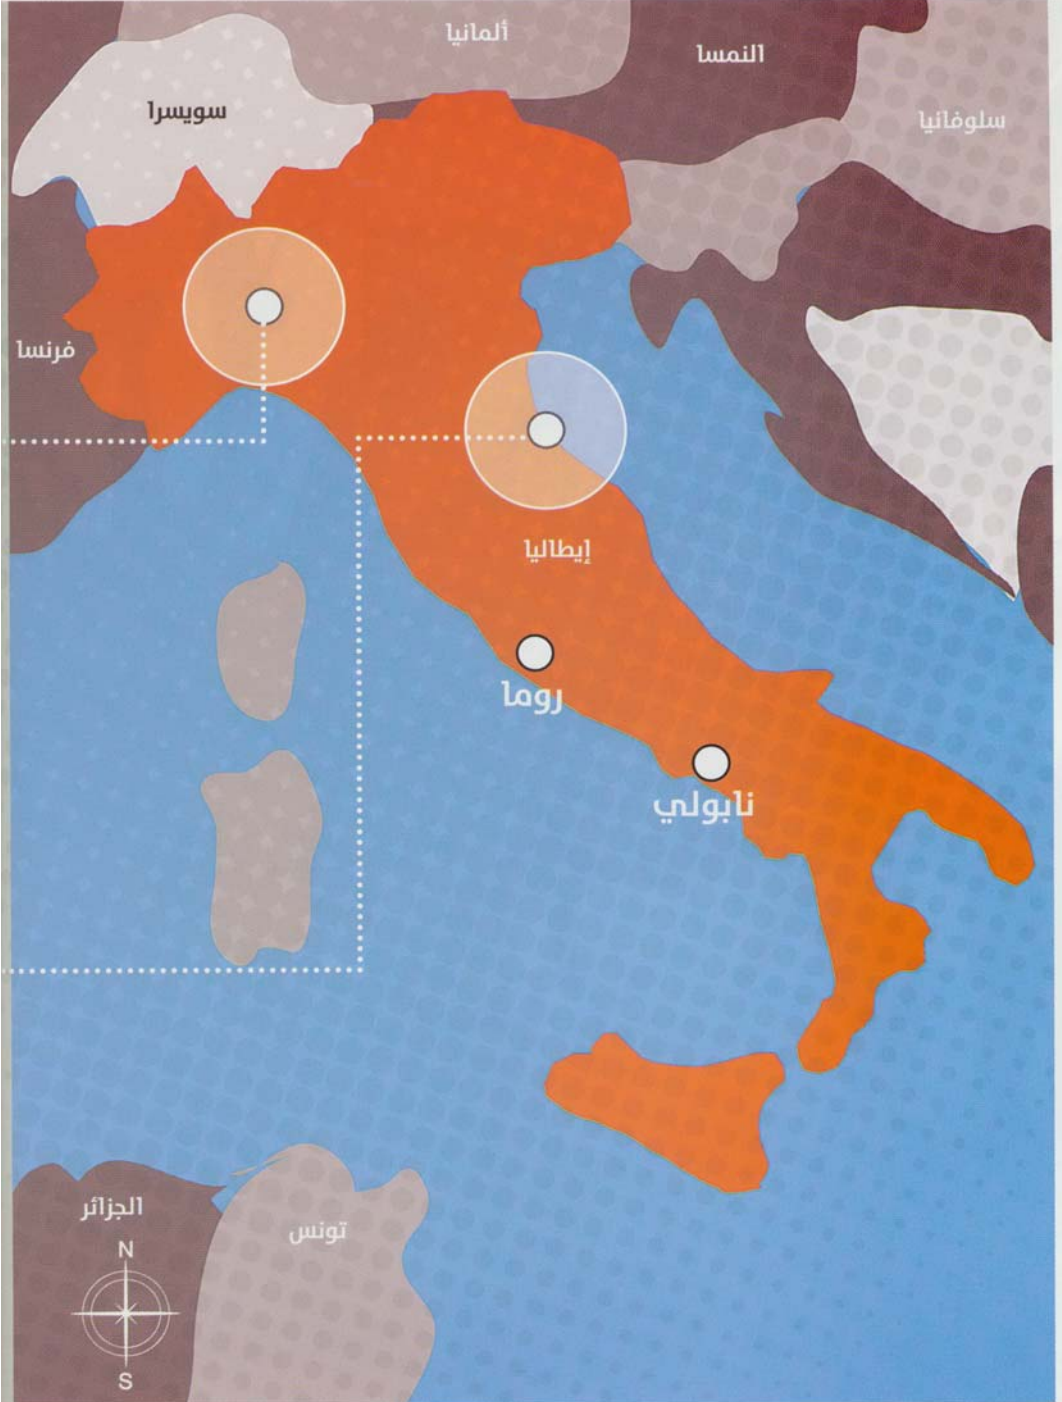 ألمانيا
النمسا
سويسرا
سلوفانيا
فرنسا
إيطاليا
روما
نابولي
الجزائر
تونس
N
S